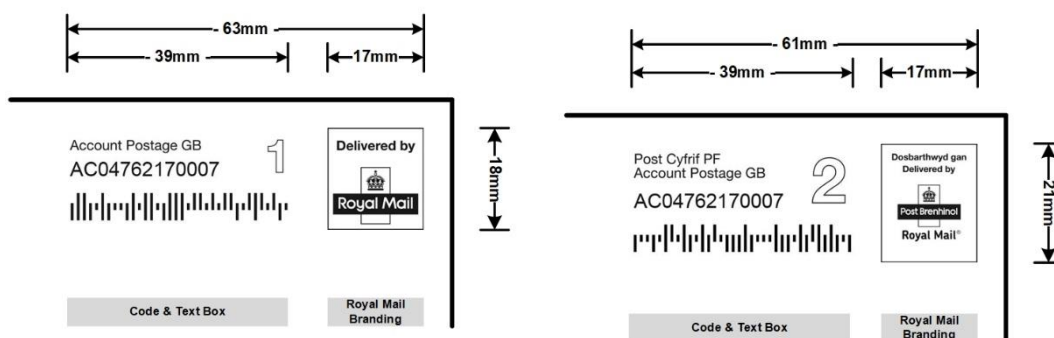 63mm
39mm
17mm
Account Postage GB
1
AC04762170007
Delivered by
Royal Mail
18mm
Code & Text Box
Royal Mail
Branding
61mm
39mm
17mm
Post Cyfrif PF
Account Postage GB
2
AC04762170007
Dosbarthwyd gan
Delivered by
Post Brenhinol
Royal Mail®
21mm
Code & Text Box
Royal Mail
Branding